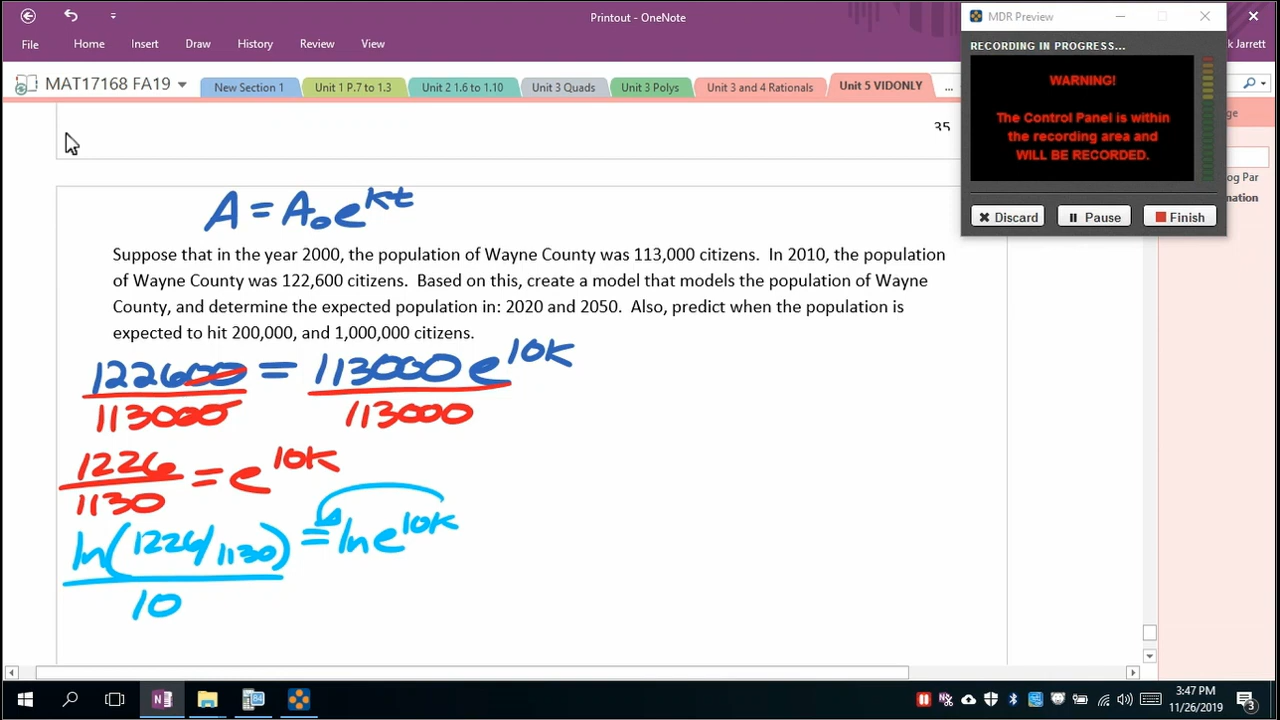 Printout - OneNote
MDR Preview
File Home Insert Draw History Review View
k Jarrett
RECORDING IN PROGRESS...
WARNING!
The Control Panel is within
the recording area and
WILL BE RECORDED.
Discard Pause Finish
MAT17168 FA19
New Section 1 Unit 1 P.7 to 1.3 Unit 2 1.6 to 1.10 Unit 3 Quads Unit 3 Polys Unit 3 and 4 Rationals Unit 5 VIDONLY ...
ge
og Par
mation
35
A = A₀e^kt
Suppose that in the year 2000, the population of Wayne County was 113,000 citizens. In 2010, the population
of Wayne County was 122,600 citizens. Based on this, create a model that models the population of Wayne
County, and determine the expected population in: 2020 and 2050. Also, predict when the population is
expected to hit 200,000, and 1,000,000 citizens.
122600 = 113000 e^10k
113000 113000
1226 = e^10k
1130
ln(1226/1130) = ln e^10k
10
3:47 PM
11/26/2019
3